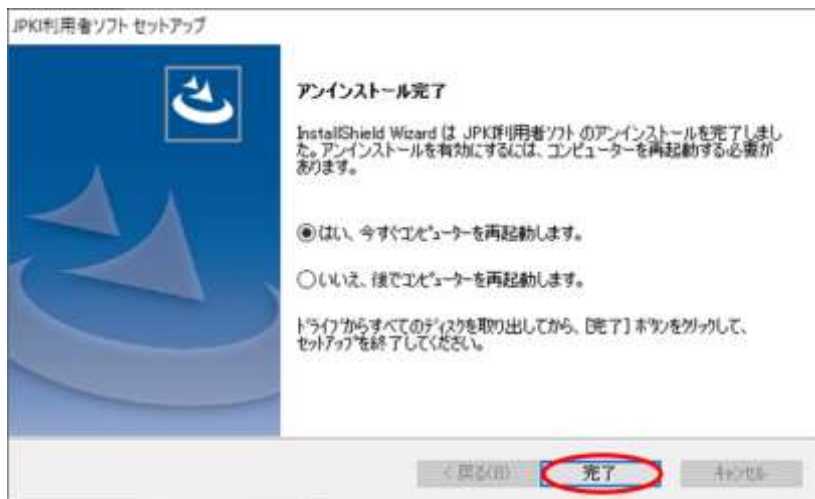 JPKI利用者ソフト セットアップ
アンインストール完了
InstallShield Wizard は JPKI利用者ソフト のアンインストールを完了しまし
た。アンインストールを有効にするには、コンピューターを再起動する必要が
あります。
はい、今すぐコンピューターを再起動します。
いいえ、後でコンピューターを再起動します。
ドライブからすべてのディスクを取り出してから、[完了] ボタンをクリックして、
セットアップを終了してください。
< 戻る(B)
完了
キャンセル